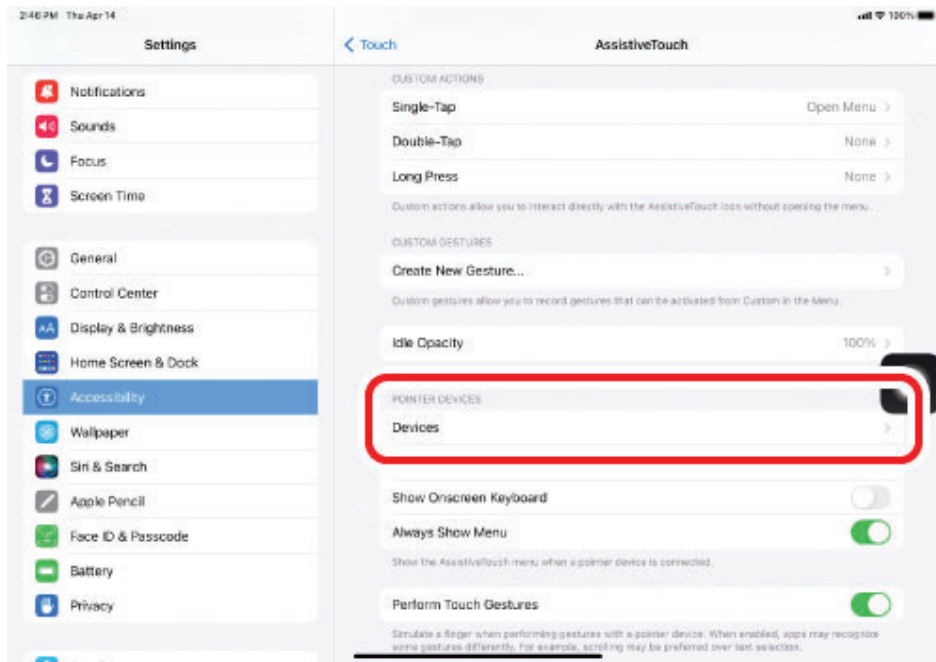 2:46 PM Thu Apr 14
100%
Settings
Touch
AssistiveTouch
Notifications
Sounds
Focus
Screen Time
General
Control Center
Display & Brightness
Home Screen & Dock
Accessibility
Wallpaper
Siri & Search
Apple Pencil
Face ID & Passcode
Battery
Privacy
CUSTOM ACTIONS
Single-Tap Open Menu
Double-Tap None
Long Press None
Custom actions allow you to interact directly with the AssistiveTouch icon without opening the menu.
CUSTOM GESTURES
Create New Gesture...
Custom gestures allow you to record gestures that can be activated from Custom in the Menu.
Idle Opacity 100%
POINTER DEVICES
Devices
Show Onscreen Keyboard
Always Show Menu
Show the AssistiveTouch menu when a pointer device is connected.
Perform Touch Gestures
Simulate a finger when performing gestures with a pointer device. When enabled, apps may recognize
some gestures differently. For example, scrolling may be preferred over text selection.